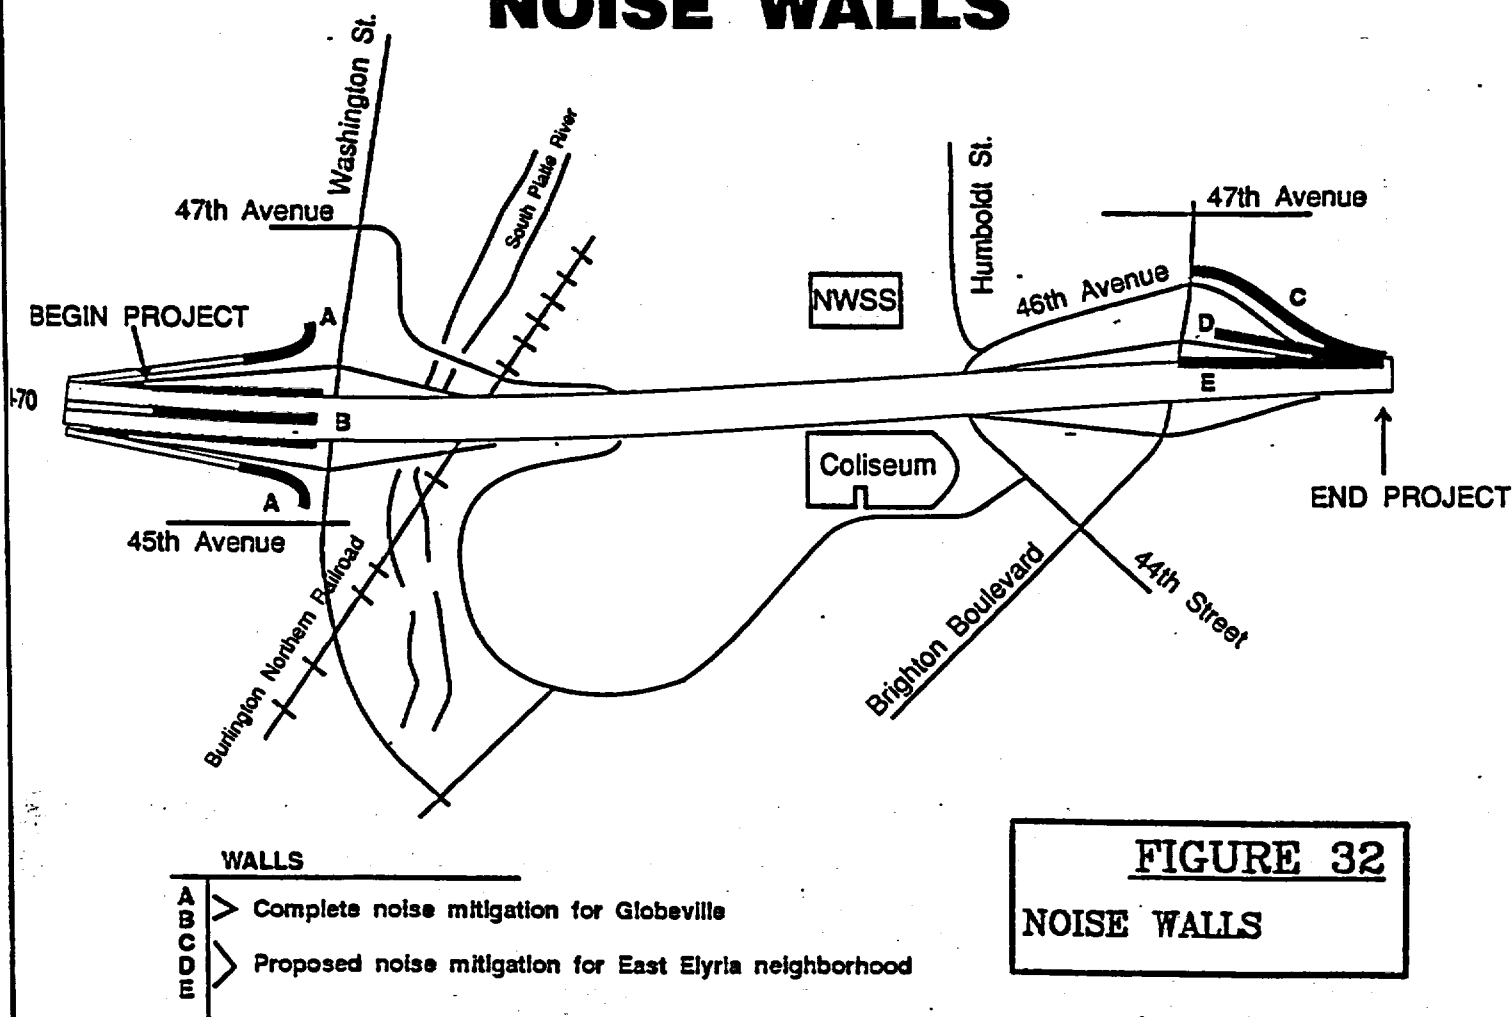 NOISE WALLS
Washington St.
South Platte River
47th Avenue
Humboldt St.
47th Avenue
46th Avenue
NWSS
BEGIN PROJECT
A
C
D
E
I-70
B
Coliseum
A
END PROJECT
45th Avenue
Burlington Northern Railroad
Brighton Boulevard
44th Street
WALLS
A
B
> Complete noise mitigation for Globeville
C
D
E
> Proposed noise mitigation for East Elyria neighborhood
FIGURE 32
NOISE WALLS